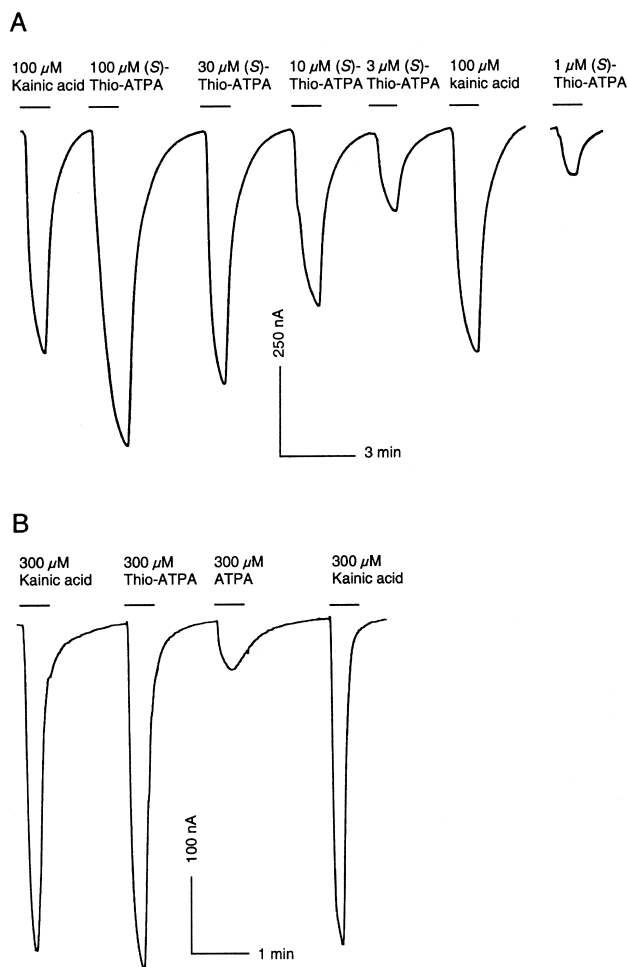 A
100 µM
Kainic acid
100 µM (S)-
Thio-ATPA
30 µM (S)-
Thio-ATPA
10 µM (S)-
Thio-ATPA
3 µM (S)-
Thio-ATPA
100 µM
kainic acid
1 µM (S)-
Thio-ATPA
250 nA
3 min
B
300 µM
Kainic acid
300 µM
Thio-ATPA
300 µM
ATPA
300 µM
Kainic acid
100 nA
1 min